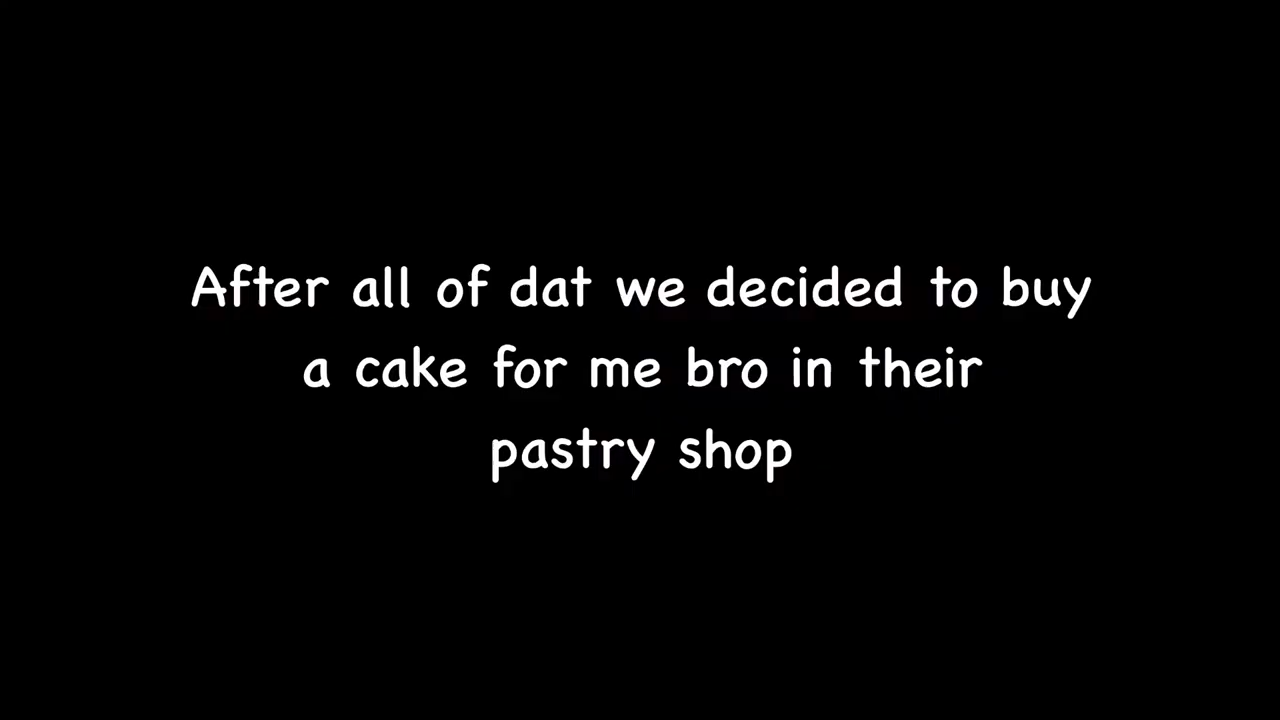 After all of dat we decided to buy
a cake for me bro in their
pastry shop